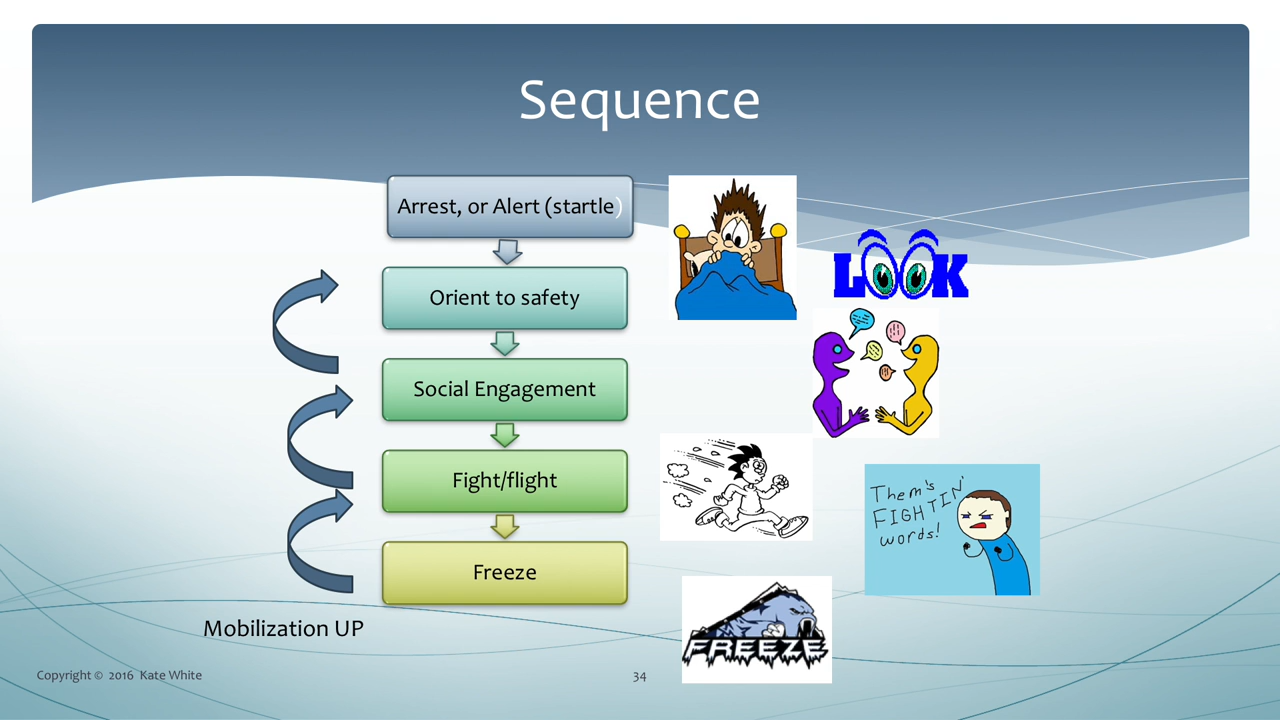 Sequence
Arrest, or Alert (startle)
LOOK
Orient to safety
Social Engagement
Fight/flight
Them's
FIGHTIN'
words!
Freeze
FREEZE
Mobilization UP
Copyright © 2016 Kate White
34